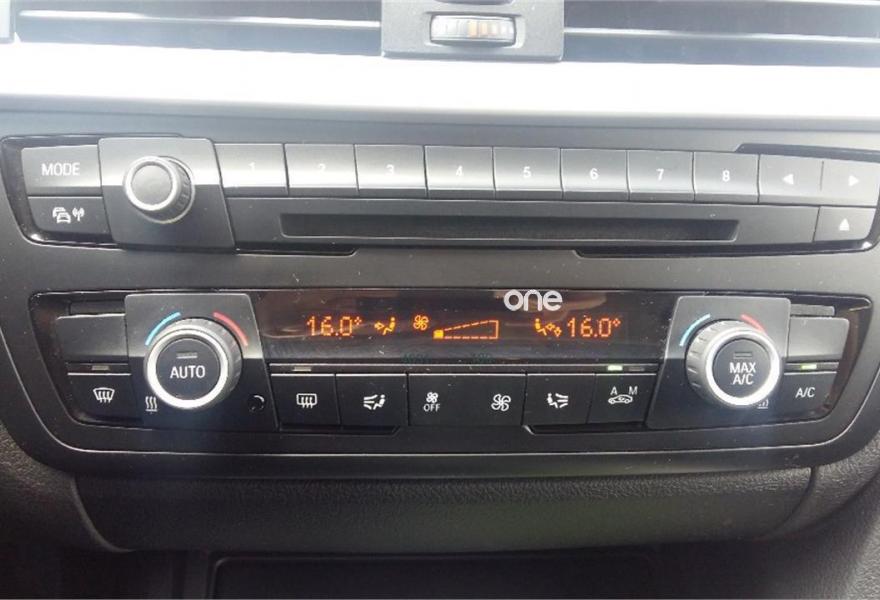 MODE 1 2 3 4 5 6 7 8
one
16.0° 16.0°
AUTO MAX A/C
OFF A M A/C